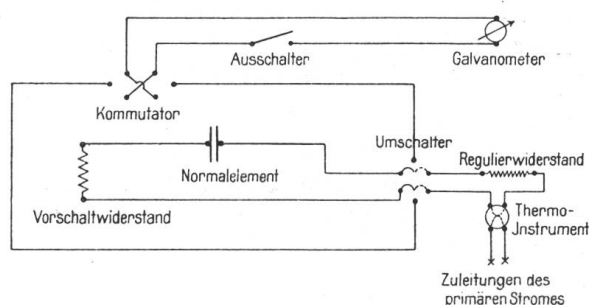 Ausschalter
Galvanometer
Kommutator
Umschalter
Regulierwiderstand
Normalelement
Vorschaltwiderstand
Thermo-
Jnstrument
Zuleitungen des
primären Stromes